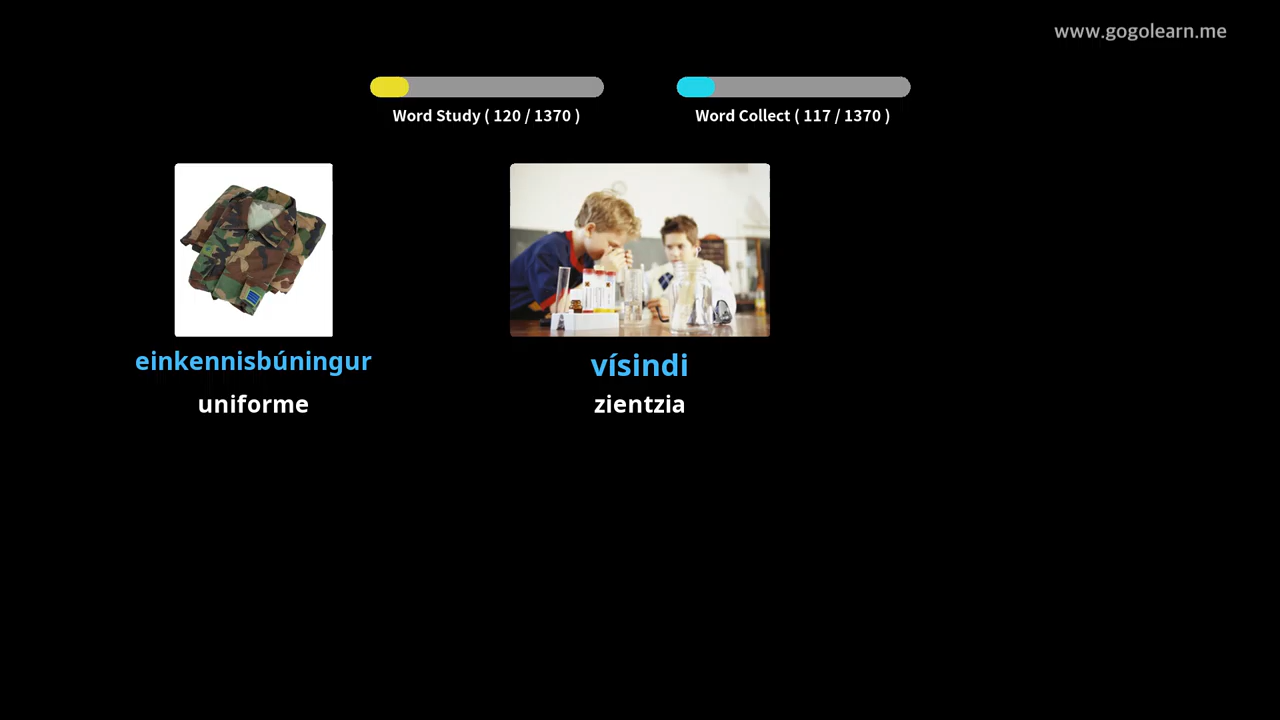 www.gogolearn.me
Word Study ( 120 / 1370 )
Word Collect ( 117 / 1370 )
einkennisbúningur
uniforme
vísindi
zientzia